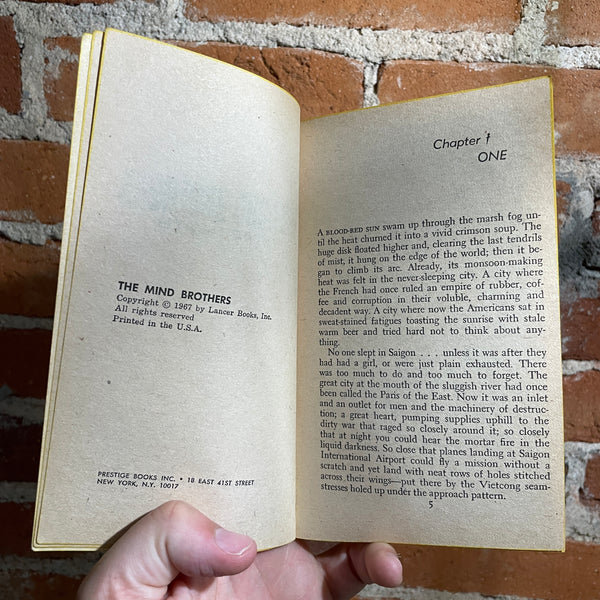 THE MIND BROTHERS
Copyright © 1967 by Lancer Books, Inc.
All rights reserved
Printed in the U.S.A.
PRESTIGE BOOKS INC. • 18 EAST 41ST STREET
NEW YORK, N.Y. 10017
Chapter
ONE
A BLOOD-RED SUN swam up through the marsh fog un-
til the heat churned it into a vivid crimson soup. The
huge disk floated higher and, clearing the last tendrils
of mist, it hung on the edge of the world; then it be-
gan to climb its arc. Already, its monsoon-making
heat was felt in the never-sleeping city. A city where
the French had once ruled an empire of rubber, cof-
fee and corruption in their voluble, charming and
decadent way. A city where now the Americans sat in
sweat-stained fatigues toasting the sunrise with stale
warm beer and tried hard not to think about any-
thing.
No one slept in Saigon . . . unless it was after they
had had a girl, or were just plain exhausted. There
was too much to do and too much to forget. The
great city at the mouth of the sluggish river had once
been called the Paris of the East. Now it was an inlet
and an outlet for men and the machinery of destruc-
tion; a great heart, pumping supplies uphill to the
dirty war that raged so closely around it; so closely
that at night you could hear the mortar fire in the
liquid darkness. So close that planes landing at Saigon
International Airport could fly a mission without a
scratch and yet land with neat rows of holes stitched
across their wings—put there by the Vietcong seam-
stresses holed up under the approach pattern.
5